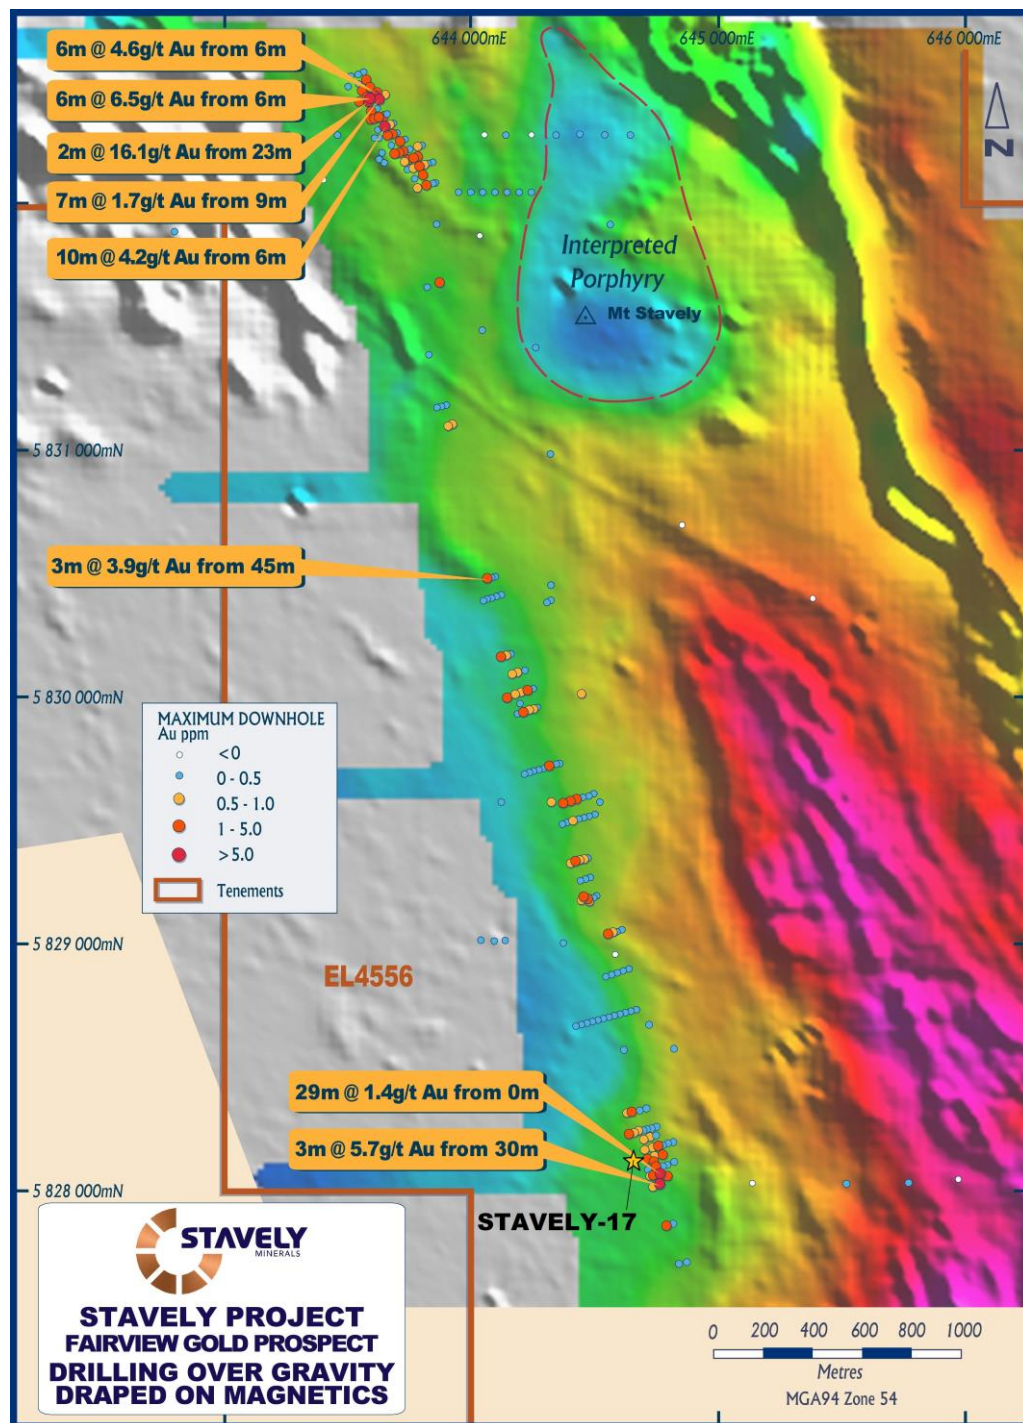 644 000mE
645 000mE
646 000mE
6m @ 4.6g/t Au from 6m
6m @ 6.5g/t Au from 6m
2m @ 16.1g/t Au from 23m
7m @ 1.7g/t Au from 9m
10m @ 4.2g/t Au from 6m
N
Interpreted
Porphyry
Mt Stavely
5 831 000mN
3m @ 3.9g/t Au from 45m
5 830 000mN
MAXIMUM DOWNHOLE
Au ppm
<0
0 - 0.5
0.5 - 1.0
1 - 5.0
>5.0
Tenements
5 829 000mN
EL4556
29m @ 1.4g/t Au from 0m
3m @ 5.7g/t Au from 30m
5 828 000mN
STAVELY-17
STAVELY
MINERALS
STAVELY PROJECT
FAIRVIEW GOLD PROSPECT
DRILLING OVER GRAVITY
DRAPED ON MAGNETICS
0 200 400 600 800 1000
Metres
MGA94 Zone 54